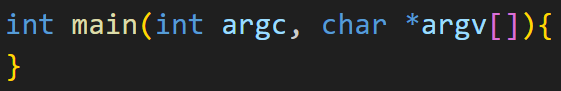 int main(int argc, char *argv[]){
}